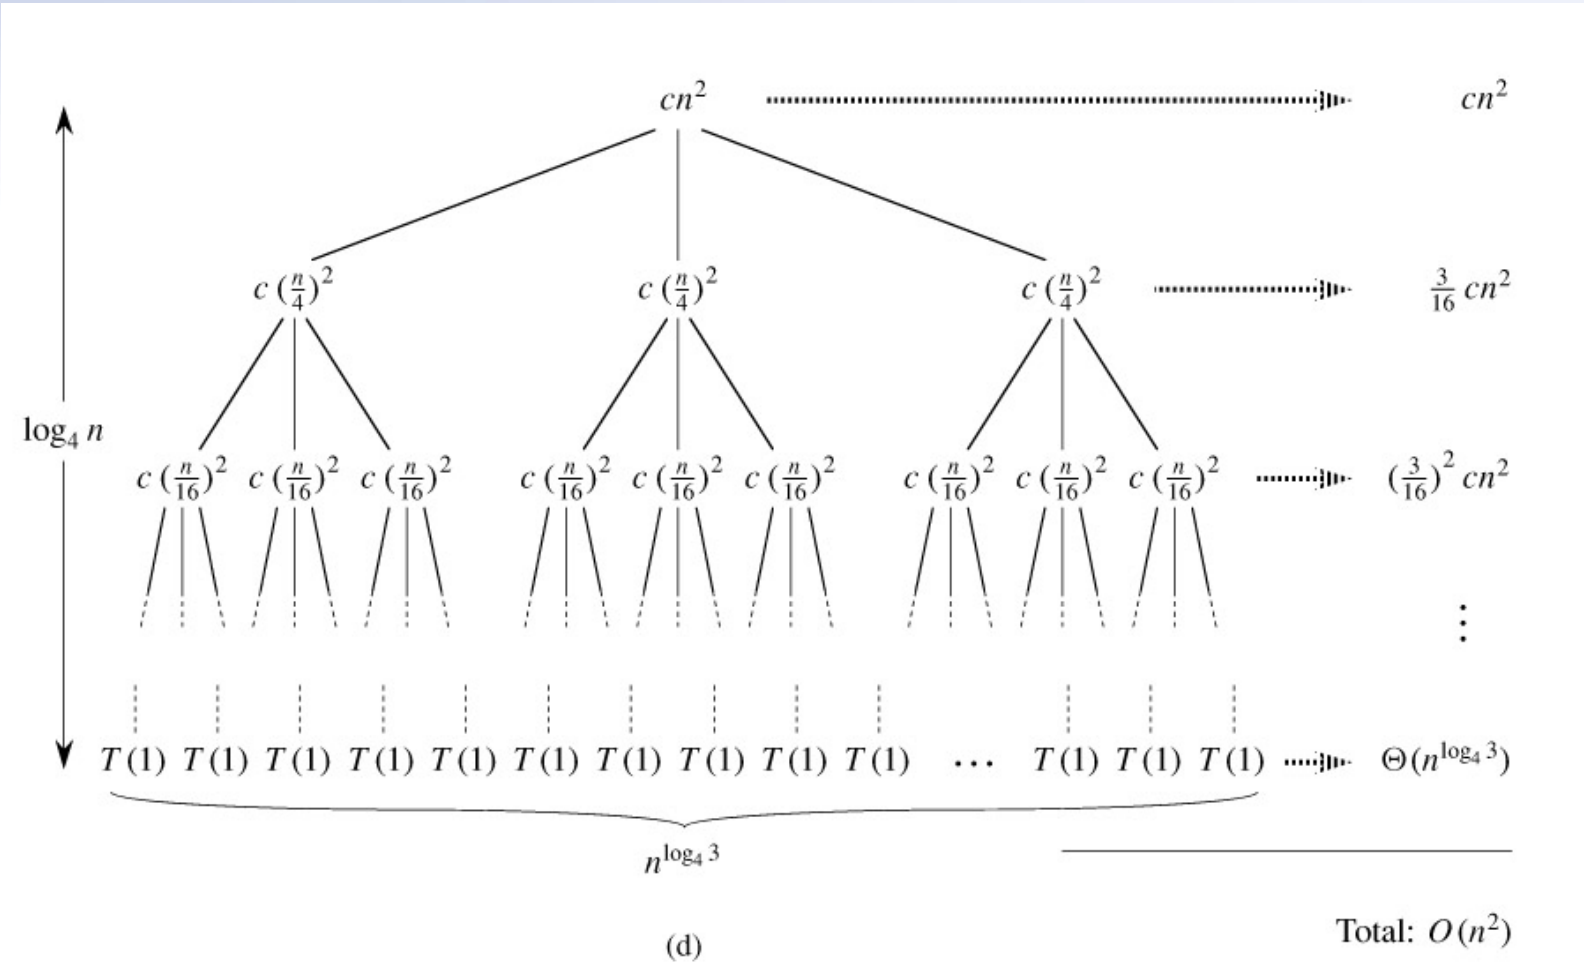 cn² cn²
c(n/4)² c(n/4)² c(n/4)² 3/16 cn²
log₄ n
c(n/16)² c(n/16)² c(n/16)² c(n/16)² c(n/16)² c(n/16)² c(n/16)² c(n/16)² c(n/16)² (3/16)² cn²
⋮
T(1) T(1) T(1) T(1) T(1) T(1) T(1) T(1) T(1) T(1) … T(1) T(1) T(1) Θ(n^{log₄ 3})
n^{log₄ 3}
Total: O(n²)
(d)